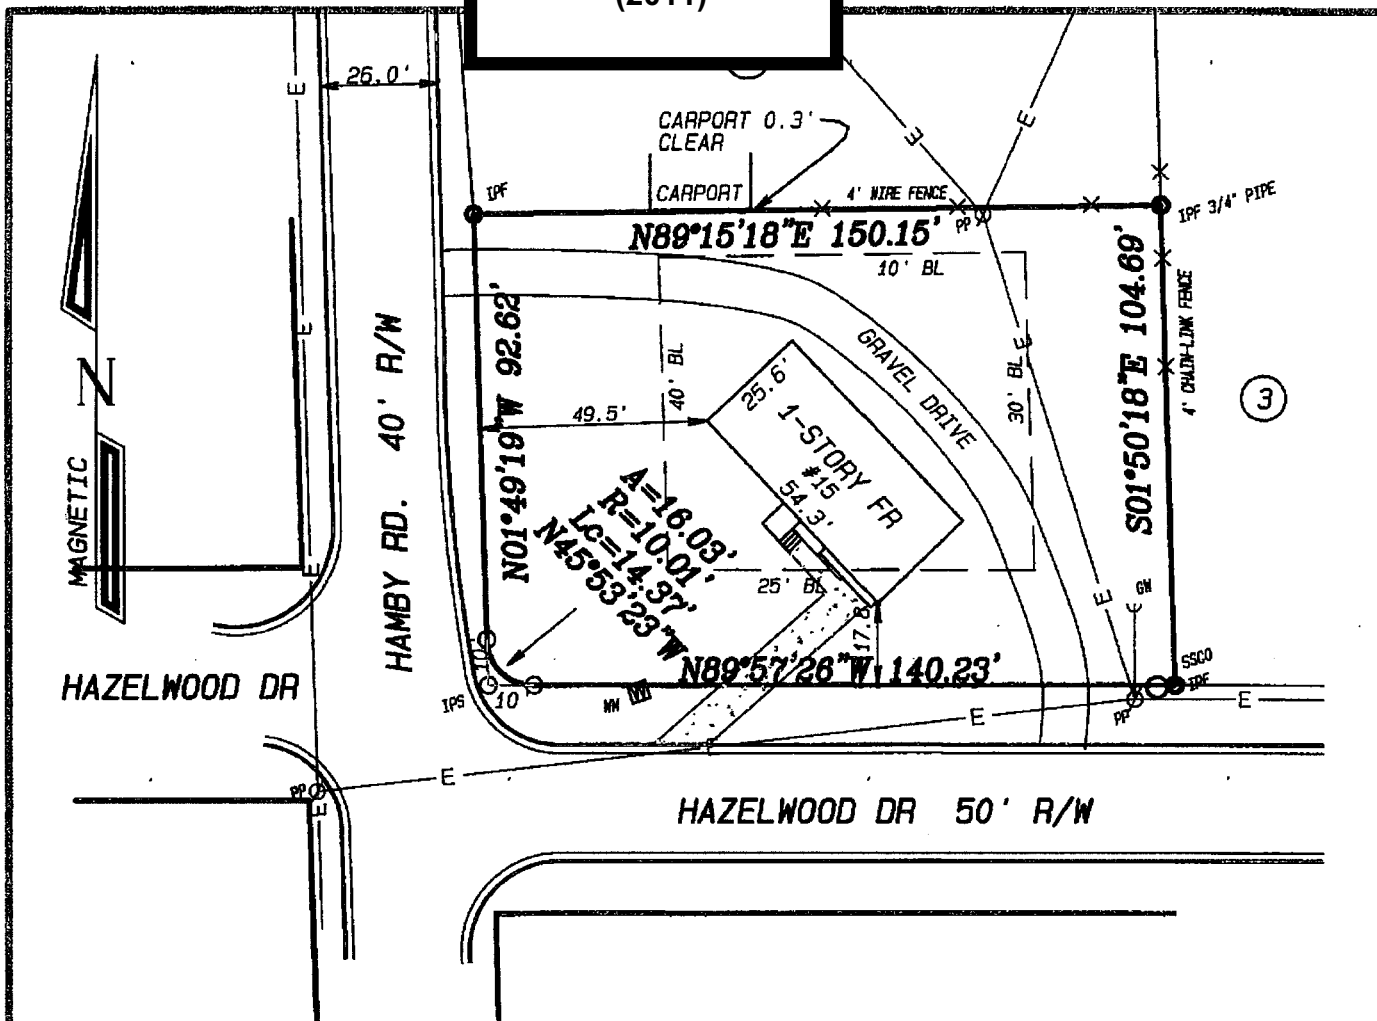 (2011)
26.0'
CARPORT 0.3'
CLEAR
CARPORT
4' WIRE FENCE
IPF
IPF 3/4" PIPE
PP
N89°15'18"E 150.15'
10' BL
E
E
E
E
N01°49'19"W 92.62'
S01°50'18"E 104.69'
4' CHAIN-LINK FENCE
3
GRAVEL DRIVE
40' BL
30' BL
49.5'
25.6'
1-STORY FR
#15
54.3'
A=16.03'
R=10.01'
Lc=14.37'
N45°53'23"W
25' BL
17.8'
N
MAGNETIC
HAMBY RD. 40' R/W
E
E
E
GW
SSCO
IPF
N89°57'26"W 140.23'
HAZELWOOD DR
IPS
10'
10'
WM
PP
E
E
E
E
PP
E
HAZELWOOD DR 50' R/W